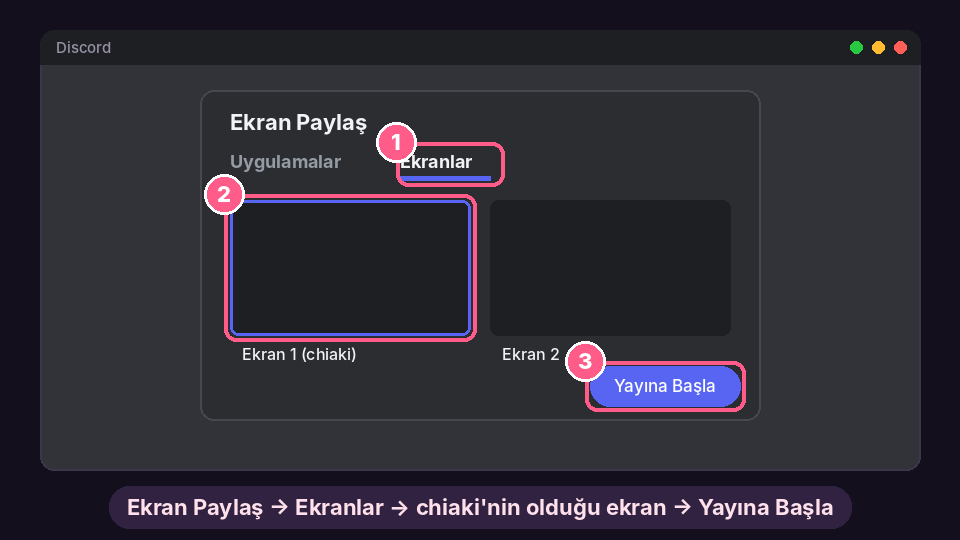 Discord
Ekran Paylaş
1
Uygulamalar
Ekranlar
2
Ekran 1 (chiaki)
Ekran 2
3
Yayına Başla
Ekran Paylaş → Ekranlar → chiaki'nin olduğu ekran → Yayına Başla